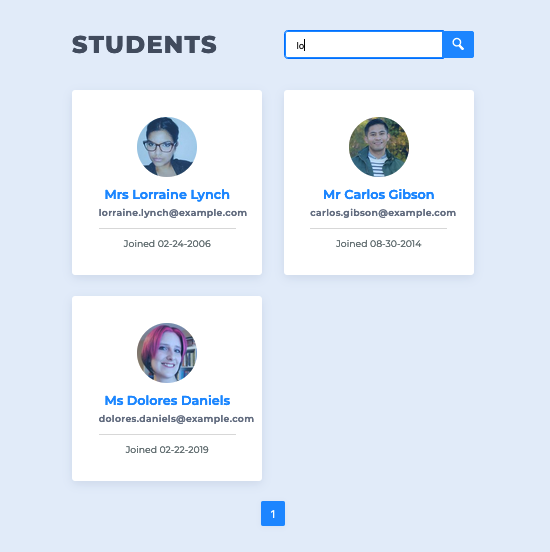 STUDENTS
lo
Mrs Lorraine Lynch
lorraine.lynch@example.com
Joined 02-24-2006
Mr Carlos Gibson
carlos.gibson@example.com
Joined 08-30-2014
Ms Dolores Daniels
dolores.daniels@example.com
Joined 02-22-2019
1